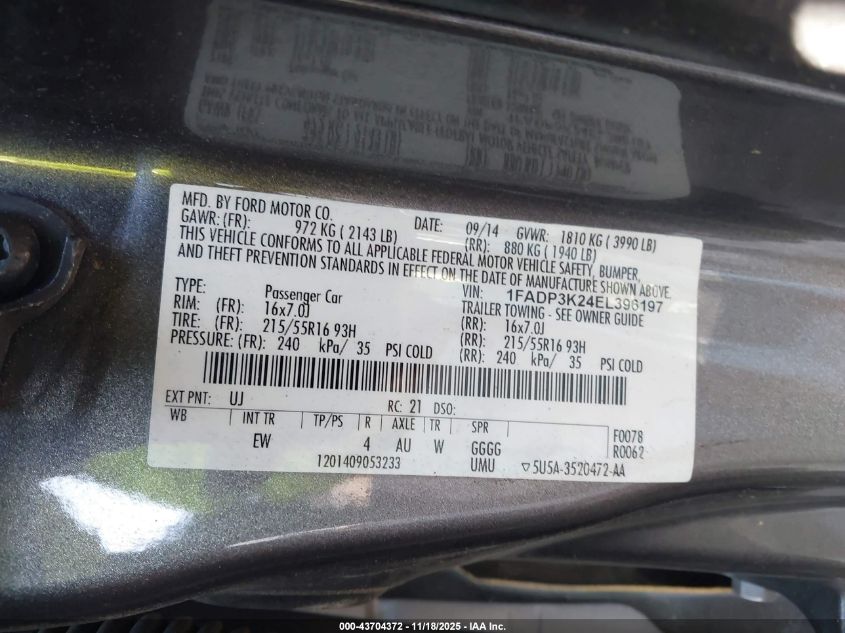 MFD. BY FORD MOTOR CO.
DATE: 09/14 GVWR: 1810 KG ( 3990 LB)
GAWR: (FR): 972 KG ( 2143 LB) (RR): 880 KG ( 1940 LB)
THIS VEHICLE CONFORMS TO ALL APPLICABLE FEDERAL MOTOR VEHICLE SAFETY, BUMPER,
AND THEFT PREVENTION STANDARDS IN EFFECT ON THE DATE OF MANUFACTURE SHOWN ABOVE.
VIN: 1FADP3K24EL396197
TYPE: Passenger Car TRAILER TOWING - SEE OWNER GUIDE
RIM: (FR): 16x7.0J (RR): 16x7.0J
TIRE: (FR): 215/55R16 93H (RR): 215/55R16 93H
PRESSURE: (FR): 240 kPa/ 35 PSI COLD (RR): 240 kPa/ 35 PSI COLD
EXT PNT: UJ RC: 21 DSO:
WB INT TR TP/PS R AXLE TR SPR F0078
EW 4 AU W GGGG R0062
1201409053233 UMU ▽5U5A-3520472-AA
000-43704372 - 11/18/2025 - IAA Inc.